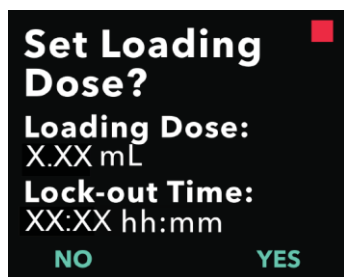 Set Loading
Dose?
Loading Dose:
X.XX mL
Lock-out Time:
XX:XX hh:mm
NO YES